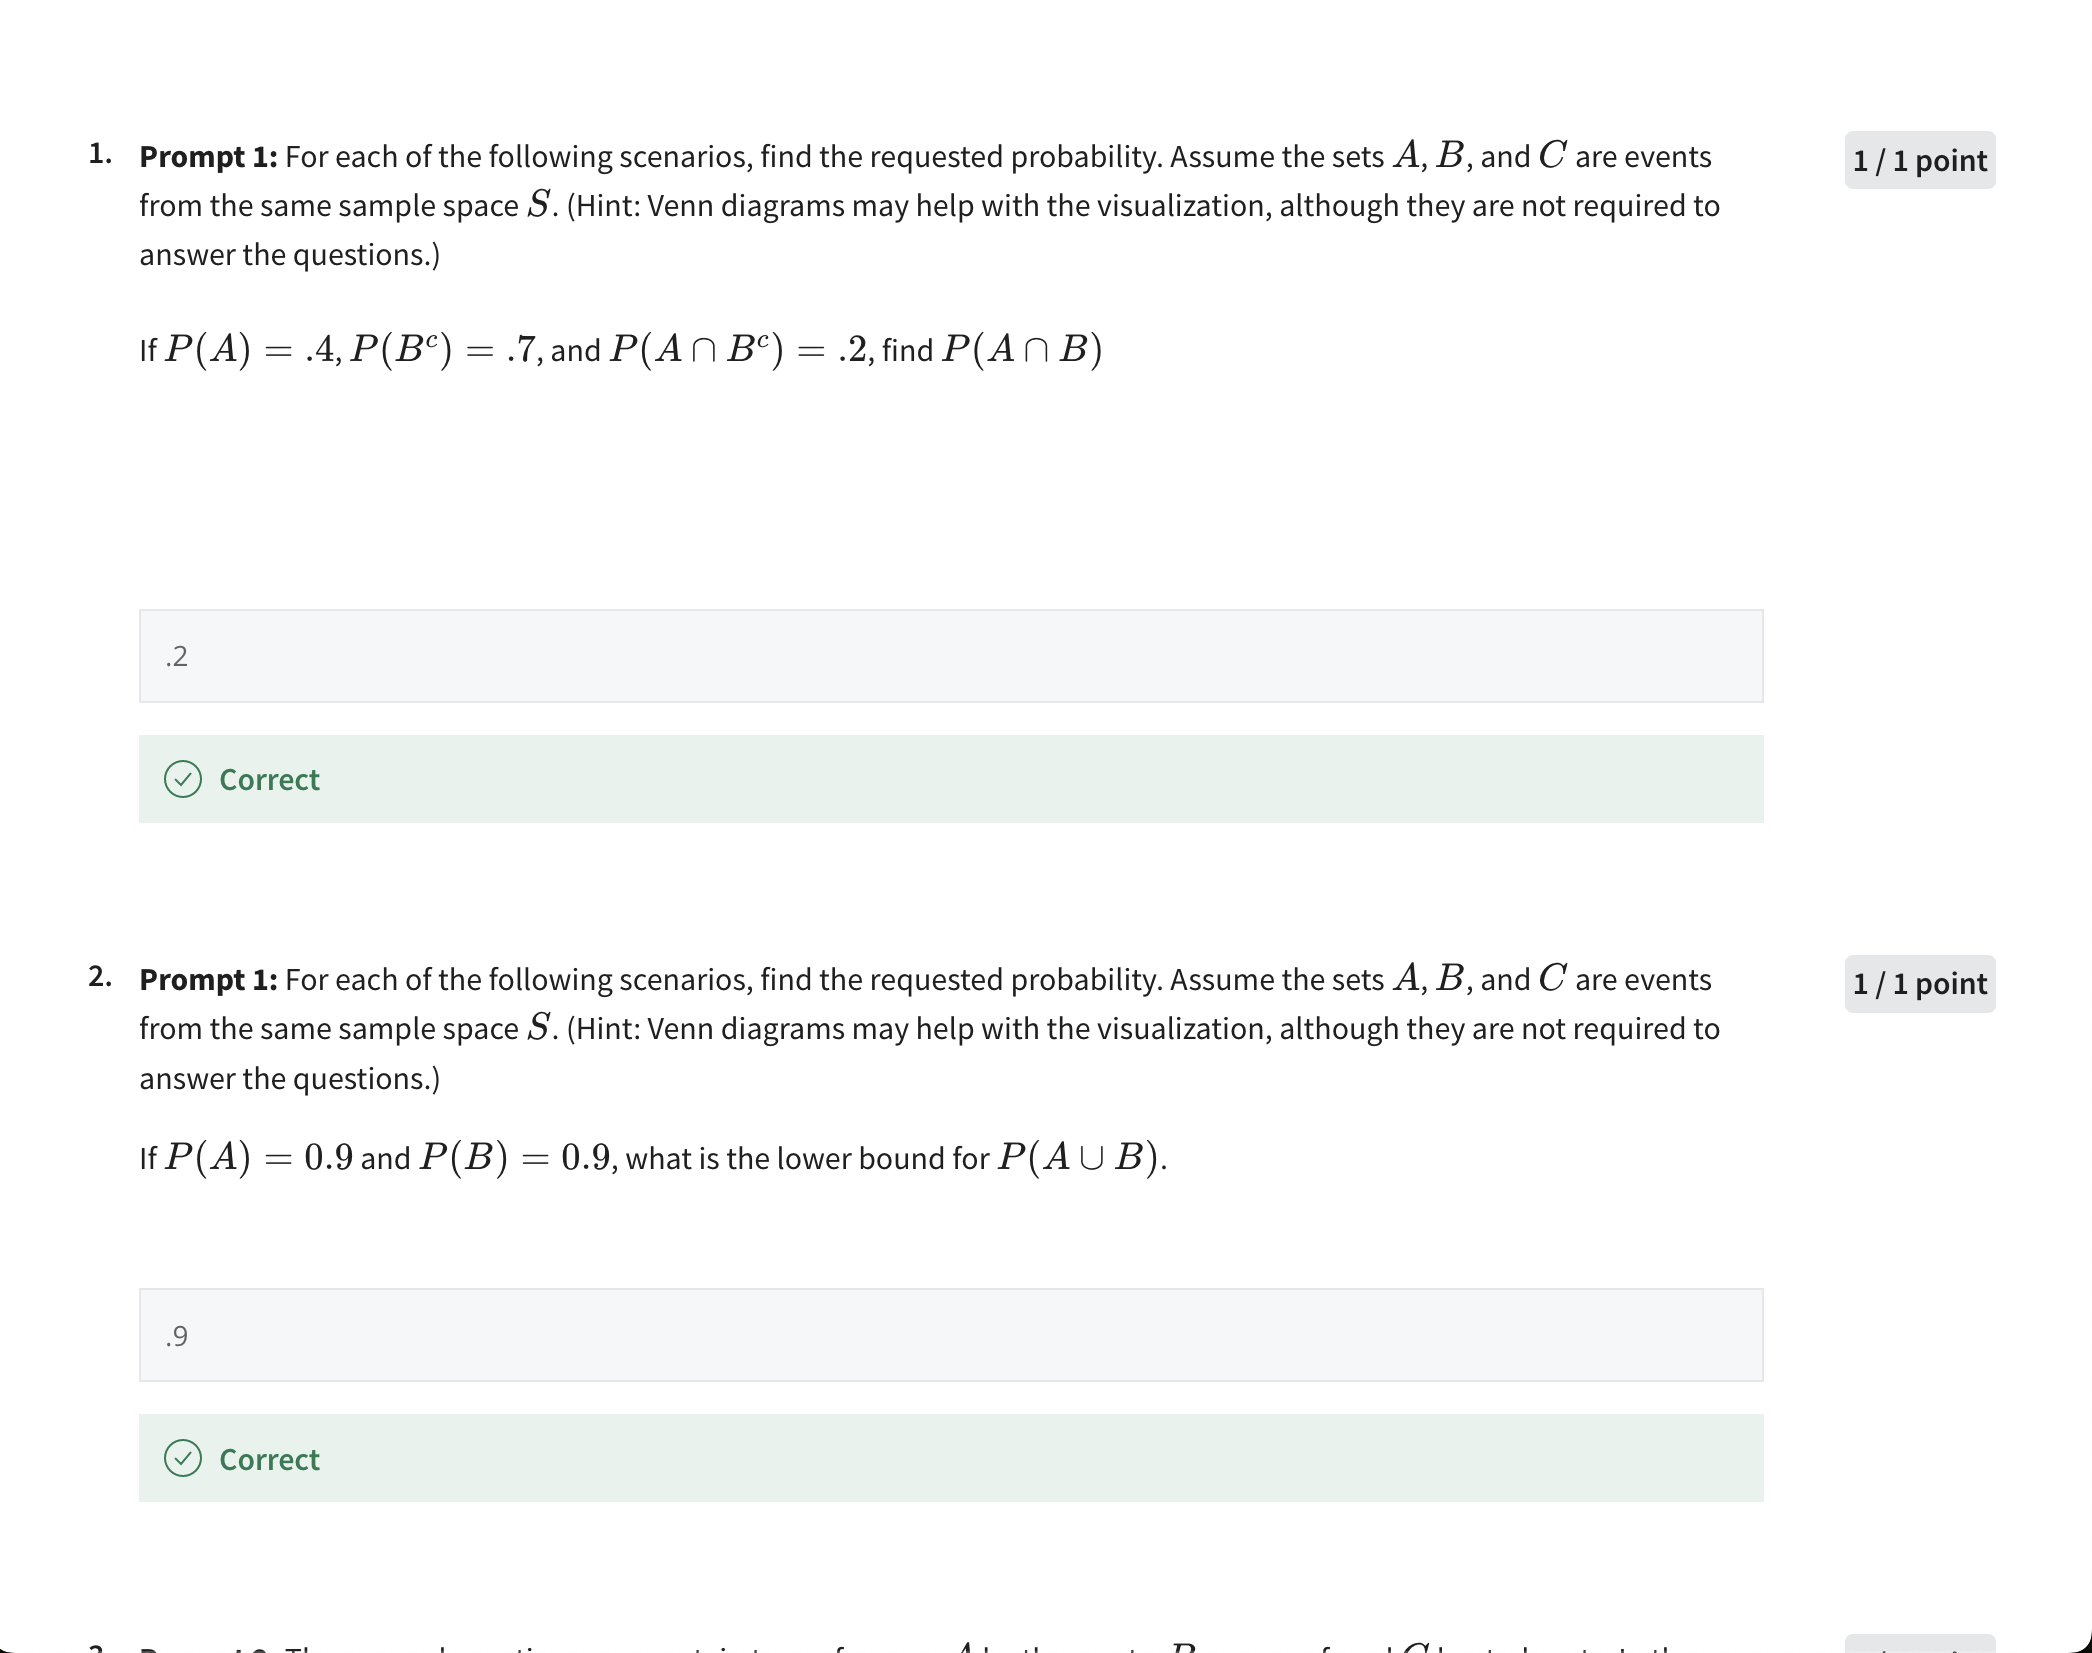 1. Prompt 1: For each of the following scenarios, find the requested probability. Assume the sets A, B, and C are events
1 / 1 point
from the same sample space S. (Hint: Venn diagrams may help with the visualization, although they are not required to
answer the questions.)
If P(A) = .4, P(Bᶜ) = .7, and P(A ∩ Bᶜ) = .2, find P(A ∩ B)
.2
Correct
2. Prompt 1: For each of the following scenarios, find the requested probability. Assume the sets A, B, and C are events
1 / 1 point
from the same sample space S. (Hint: Venn diagrams may help with the visualization, although they are not required to
answer the questions.)
If P(A) = 0.9 and P(B) = 0.9, what is the lower bound for P(A ∪ B).
.9
Correct